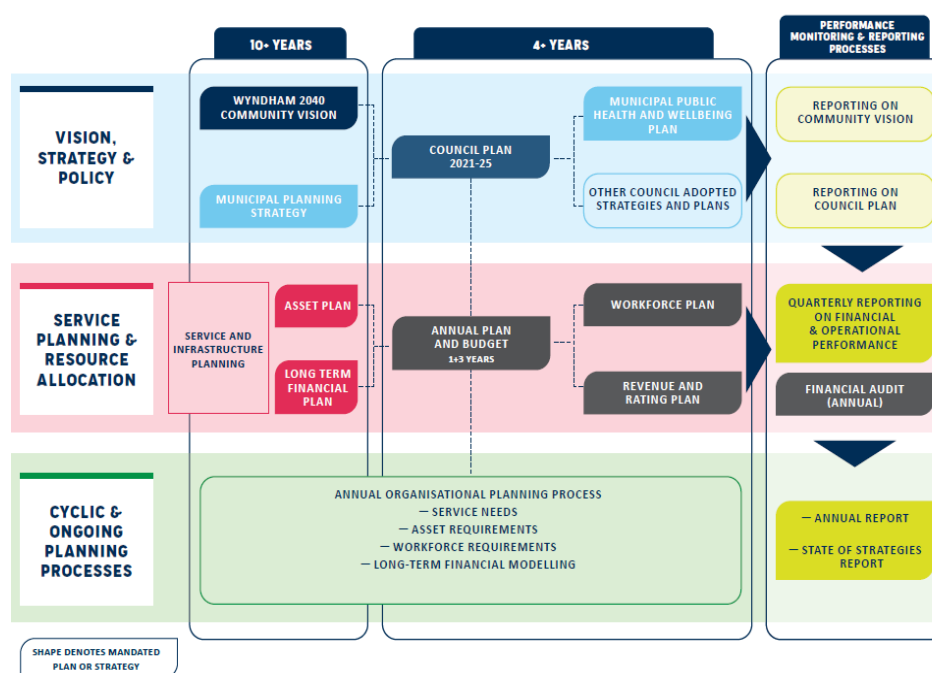 10+ YEARS
4+ YEARS
PERFORMANCE
MONITORING & REPORTING
PROCESSES
VISION,
STRATEGY &
POLICY
WYNDHAM 2040
COMMUNITY VISION
MUNICIPAL PLANNING
STRATEGY
COUNCIL PLAN
2021-25
MUNICIPAL PUBLIC
HEALTH AND WELLBEING
PLAN
OTHER COUNCIL ADOPTED
STRATEGIES AND PLANS
REPORTING ON
COMMUNITY VISION
REPORTING ON
COUNCIL PLAN
SERVICE
PLANNING &
RESOURCE
ALLOCATION
SERVICE AND
INFRASTRUCTURE
PLANNING
ASSET PLAN
LONG TERM
FINANCIAL
PLAN
ANNUAL PLAN
AND BUDGET
1+3 YEARS
WORKFORCE PLAN
REVENUE AND
RATING PLAN
QUARTERLY REPORTING
ON FINANCIAL
& OPERATIONAL
PERFORMANCE
FINANCIAL AUDIT
(ANNUAL)
CYCLIC &
ONGOING
PLANNING
PROCESSES
ANNUAL ORGANISATIONAL PLANNING PROCESS
— SERVICE NEEDS
— ASSET REQUIREMENTS
— WORKFORCE REQUIREMENTS
— LONG-TERM FINANCIAL MODELLING
— ANNUAL REPORT
— STATE OF STRATEGIES
REPORT
SHAPE DENOTES MANDATED
PLAN OR STRATEGY